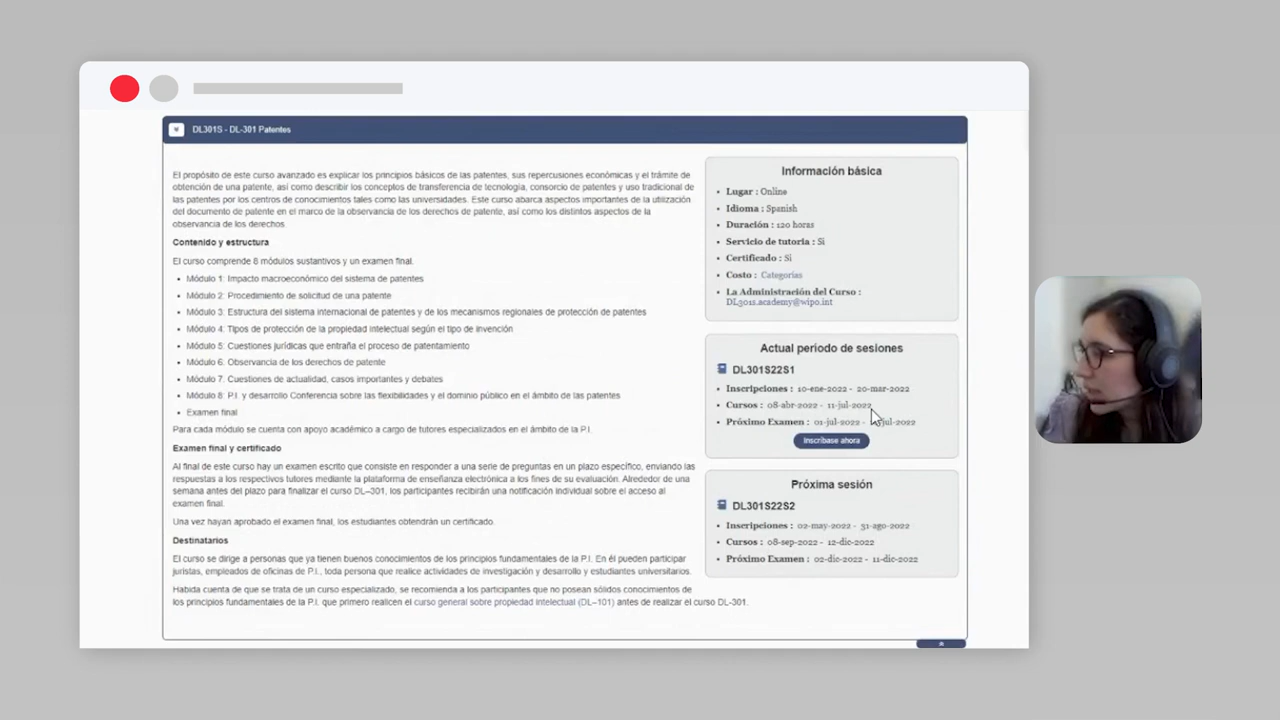 DL301S - DL-301 Patentes
El propósito de este curso avanzado es explicar los principios básicos de las patentes, sus repercusiones económicas y el trámite de
obtención de una patente, así como describir los conceptos de transferencia de tecnología, consorcio de patentes y uso tradicional de
las patentes por los centros de conocimientos tales como las universidades. Este curso abarca aspectos importantes de la utilización
del documento de patente en el marco de la observancia de los derechos de patente, así como los distintos aspectos de la
observancia de los derechos.
Contenido y estructura
El curso comprende 8 módulos sustantivos y un examen final.
• Módulo 1: Impacto macroeconómico del sistema de patentes
• Módulo 2: Procedimiento de solicitud de una patente
• Módulo 3: Estructura del sistema internacional de patentes y de los mecanismos regionales de protección de patentes
• Módulo 4: Tipos de protección de la propiedad intelectual según el tipo de invención
• Módulo 5: Cuestiones jurídicas que entraña el proceso de patentamiento
• Módulo 6. Observancia de los derechos de patente
• Módulo 7. Cuestiones de actualidad, casos importantes y debates
• Módulo 8: P.I. y desarrollo Conferencia sobre las flexibilidades y el dominio público en el ámbito de las patentes
• Examen final
Para cada módulo se cuenta con apoyo académico a cargo de tutores especializados en el ámbito de la P.I.
Examen final y certificado
Al final de este curso hay un examen escrito que consiste en responder a una serie de preguntas en un plazo específico, enviando las
respuestas a los respectivos tutores mediante la plataforma de enseñanza electrónica a los fines de su evaluación. Alrededor de una
semana antes del plazo para finalizar el curso DL–301, los participantes recibirán una notificación individual sobre el acceso al
examen final.
Una vez hayan aprobado el examen final, los estudiantes obtendrán un certificado.
Destinatarios
El curso se dirige a personas que ya tienen buenos conocimientos de los principios fundamentales de la P.I. En él pueden participar
juristas, empleados de oficinas de P.I., toda persona que realice actividades de investigación y desarrollo y estudiantes universitarios.
Habida cuenta de que se trata de un curso especializado, se recomienda a los participantes que no posean sólidos conocimientos de
los principios fundamentales de la P.I. que primero realicen el curso general sobre propiedad intelectual (DL–101) antes de realizar el curso DL-301.
Información básica
• Lugar : Online
• Idioma : Spanish
• Duración : 120 horas
• Servicio de tutoria : Si
• Certificado : Si
• Costo : Categorias
• La Administración del Curso :
DL301s.academy@wipo.int
Actual período de sesiones
DL301S22S1
• Inscripciones : 10-ene-2022 - 20-mar-2022
• Cursos : 08-abr-2022 - 11-jul-2022
• Próximo Examen : 01-jul-2022 - jul-2022
Inscríbase ahora
Próxima sesión
DL301S22S2
• Inscripciones : 02-may-2022 - 31-ago-2022
• Cursos : 08-sep-2022 - 12-dic-2022
• Próximo Examen : 02-dic-2022 - 11-dic-2022